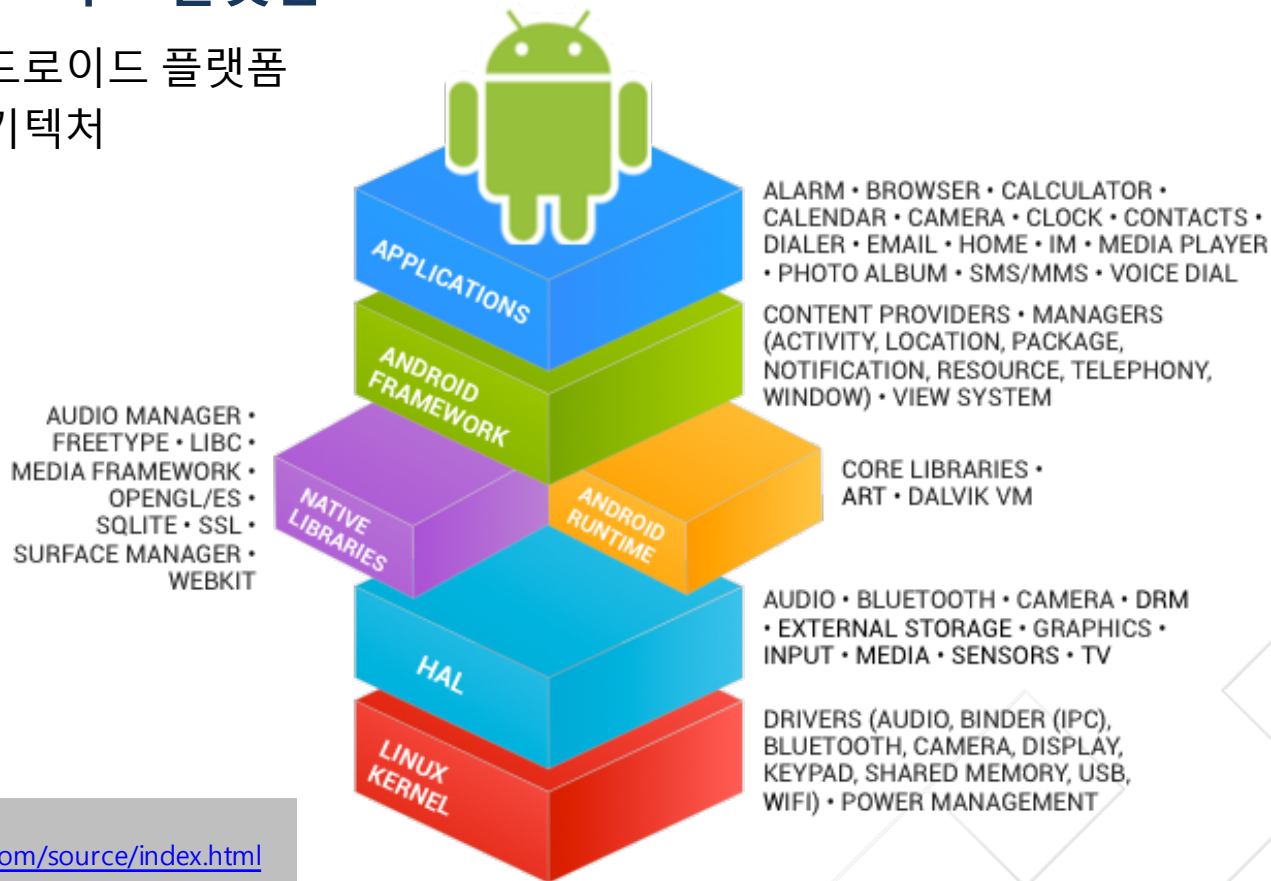 드로이드 플랫폼
기텍처
APPLICATIONS
ALARM • BROWSER • CALCULATOR •
CALENDAR • CAMERA • CLOCK • CONTACTS •
DIALER • EMAIL • HOME • IM • MEDIA PLAYER
• PHOTO ALBUM • SMS/MMS • VOICE DIAL
ANDROID
FRAMEWORK
CONTENT PROVIDERS • MANAGERS
(ACTIVITY, LOCATION, PACKAGE,
NOTIFICATION, RESOURCE, TELEPHONY,
WINDOW) • VIEW SYSTEM
AUDIO MANAGER •
FREETYPE • LIBC •
MEDIA FRAMEWORK •
OPENGL/ES •
SQLITE • SSL •
SURFACE MANAGER •
WEBKIT
NATIVE
LIBRARIES
ANDROID
RUNTIME
CORE LIBRARIES •
ART • DALVIK VM
HAL
AUDIO • BLUETOOTH • CAMERA • DRM
• EXTERNAL STORAGE • GRAPHICS •
INPUT • MEDIA • SENSORS • TV
LINUX
KERNEL
DRIVERS (AUDIO, BINDER (IPC),
BLUETOOTH, CAMERA, DISPLAY,
KEYPAD, SHARED MEMORY, USB,
WIFI) • POWER MANAGEMENT
om/source/index.html